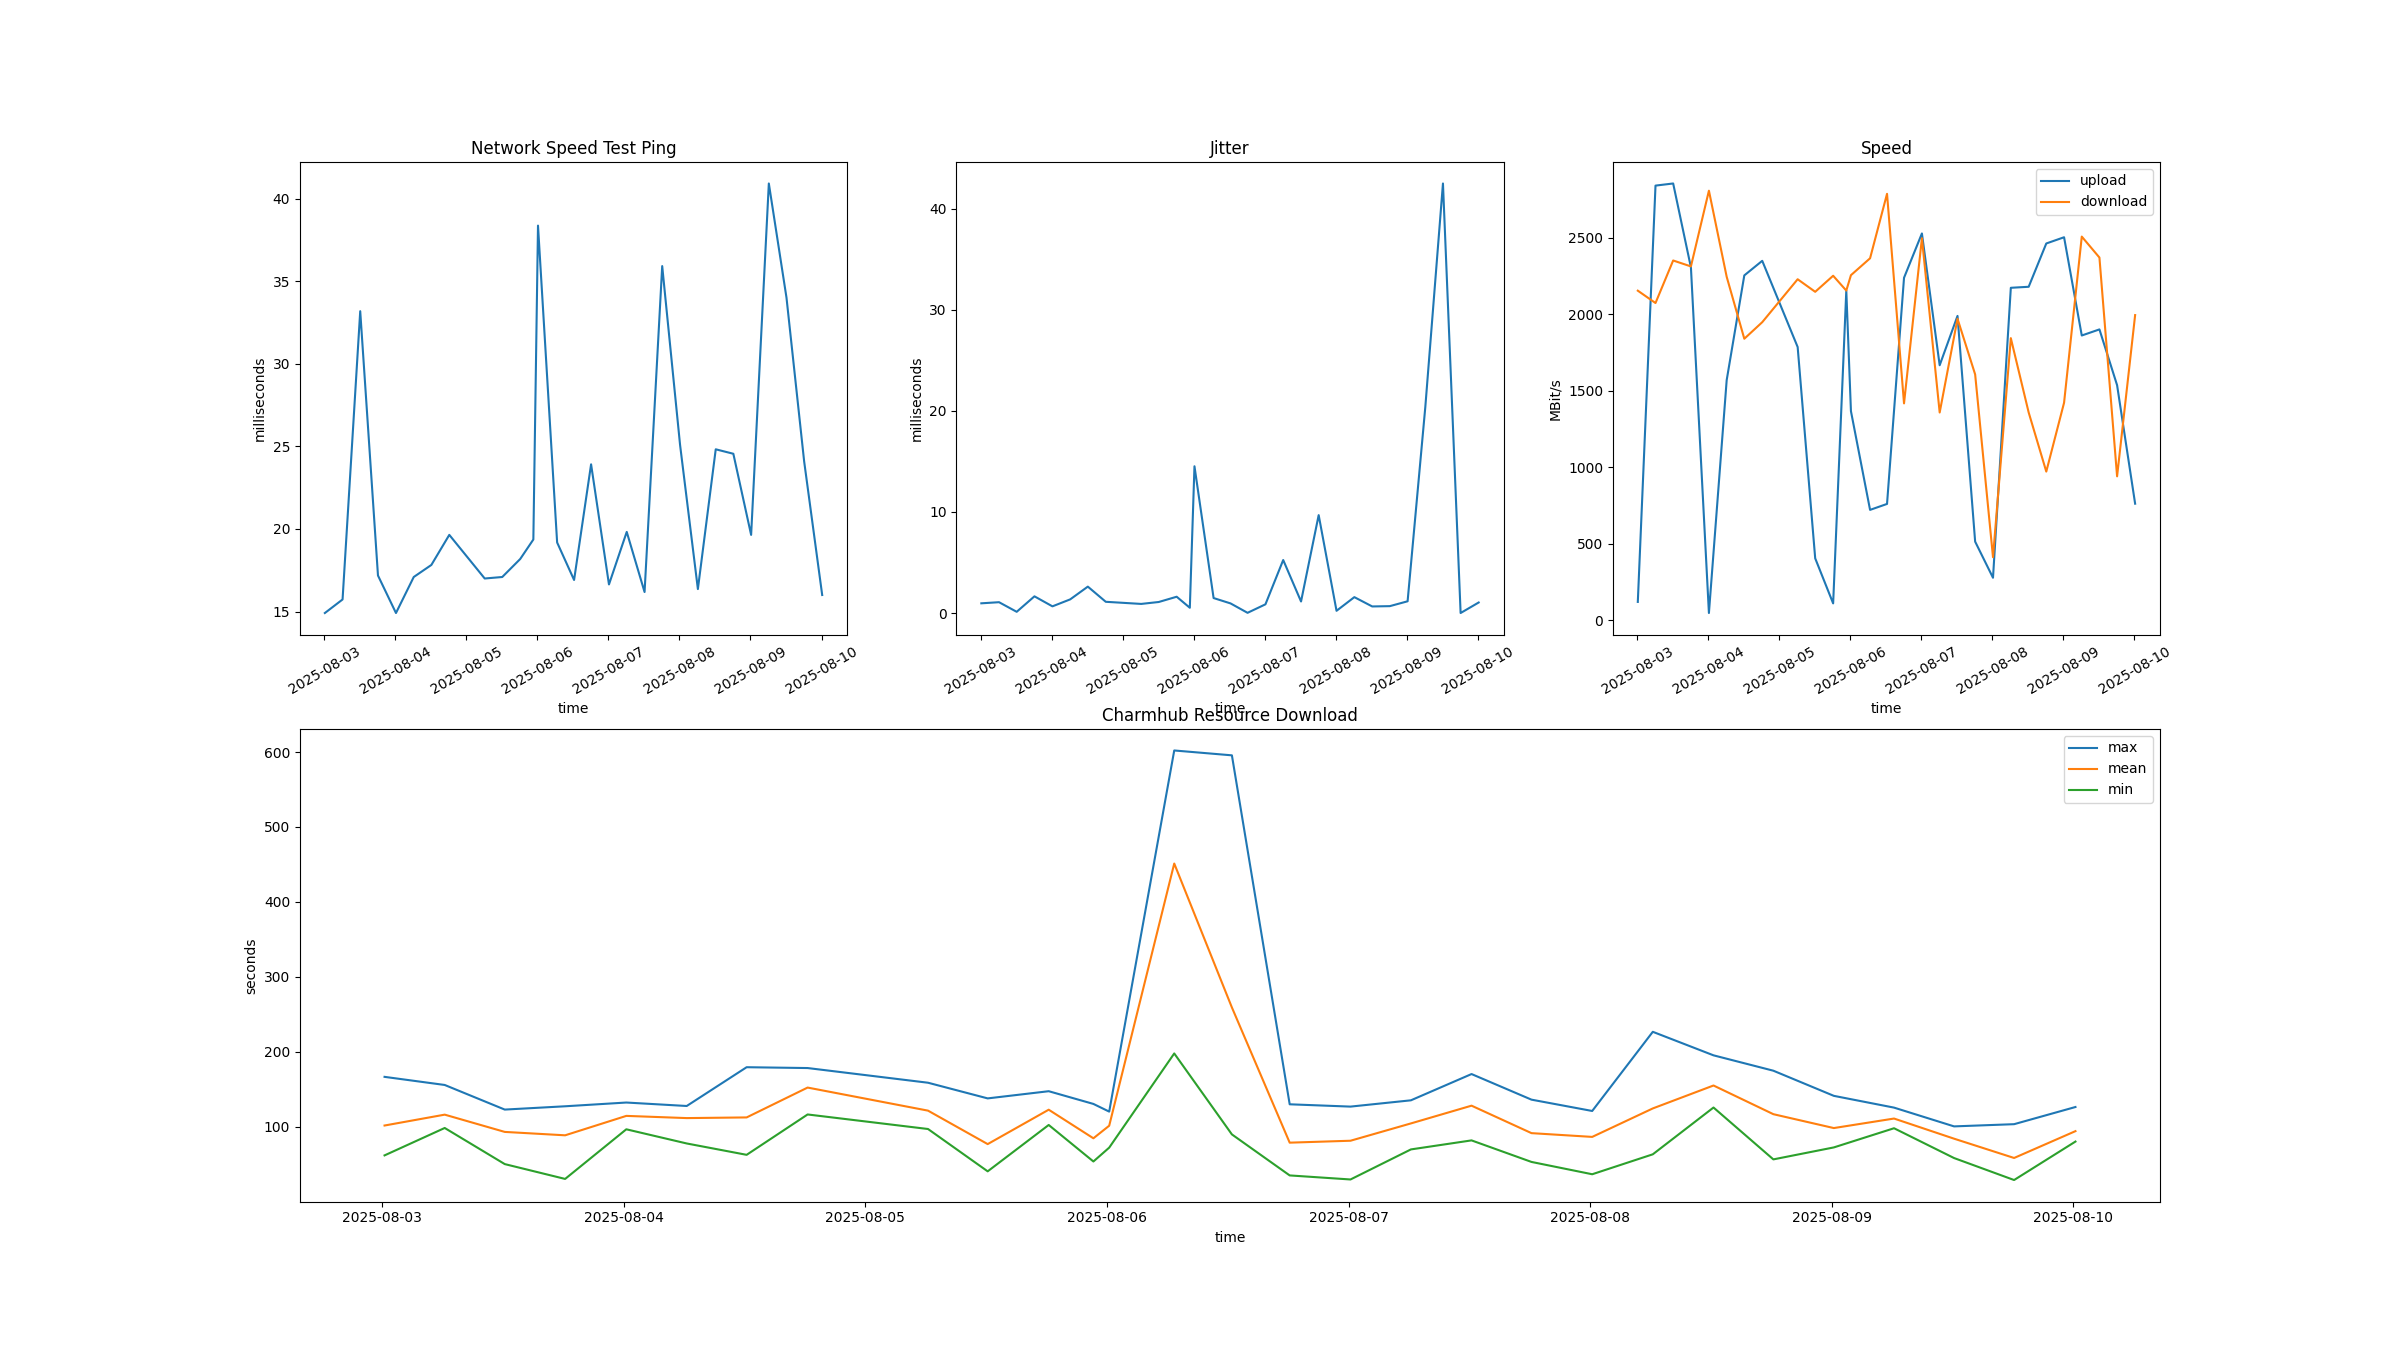 Network Speed Test Ping
milliseconds
40
35
30
25
20
15
2025-08-03 2025-08-04 2025-08-05 2025-08-06 2025-08-07 2025-08-08 2025-08-09 2025-08-10
time
Jitter
milliseconds
40
30
20
10
0
2025-08-03 2025-08-04 2025-08-05 2025-08-06 2025-08-07 2025-08-08 2025-08-09 2025-08-10
time
Speed
upload
download
MBit/s
2500
2000
1500
1000
500
0
2025-08-03 2025-08-04 2025-08-05 2025-08-06 2025-08-07 2025-08-08 2025-08-09 2025-08-10
time
Charmhub Resource Download
max
mean
min
seconds
600
500
400
300
200
100
2025-08-03 2025-08-04 2025-08-05 2025-08-06 2025-08-07 2025-08-08 2025-08-09 2025-08-10
time